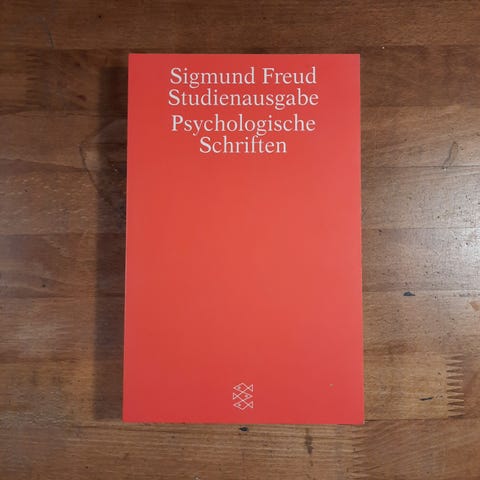 Sigmund Freud
Studienausgabe
Psychologische
Schriften